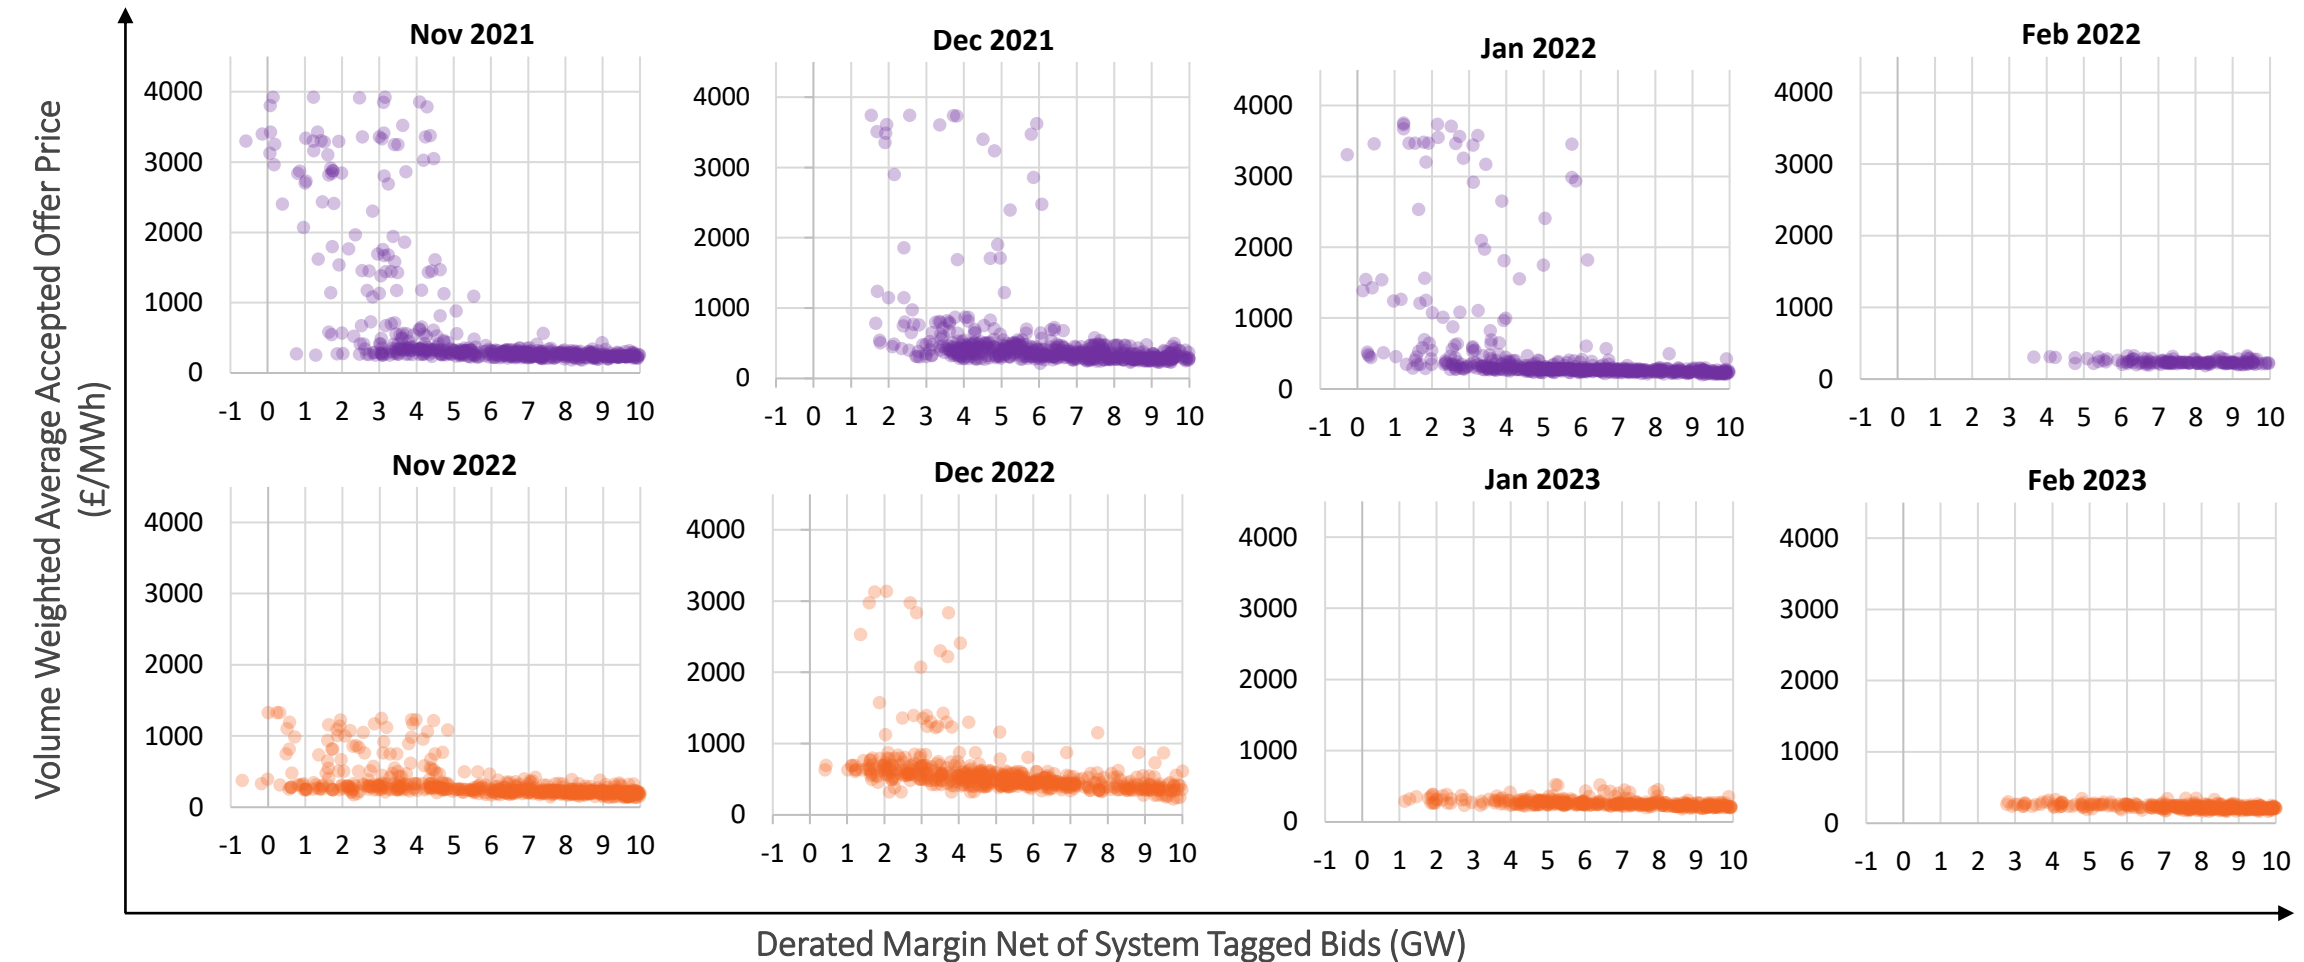 Volume Weighted Average Accepted Offer Price
(£/MWh)
Nov 2021
4000
3000
2000
1000
0
-1 0 1 2 3 4 5 6 7 8 9 10
Dec 2021
4000
3000
2000
1000
0
-1 0 1 2 3 4 5 6 7 8 9 10
Jan 2022
4000
3000
2000
1000
0
-1 0 1 2 3 4 5 6 7 8 9 10
Feb 2022
4000
3000
2000
1000
0
-1 0 1 2 3 4 5 6 7 8 9 10
Nov 2022
4000
3000
2000
1000
0
-1 0 1 2 3 4 5 6 7 8 9 10
Dec 2022
4000
3000
2000
1000
0
-1 0 1 2 3 4 5 6 7 8 9 10
Jan 2023
4000
3000
2000
1000
0
-1 0 1 2 3 4 5 6 7 8 9 10
Feb 2023
4000
3000
2000
1000
0
-1 0 1 2 3 4 5 6 7 8 9 10
Derated Margin Net of System Tagged Bids (GW)